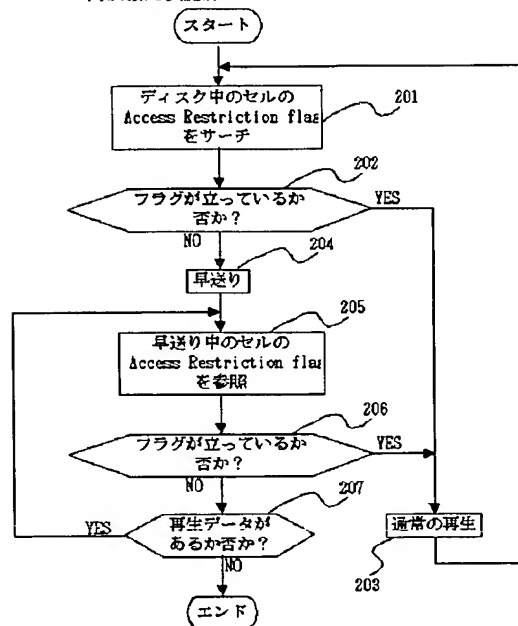 スタート
ディスク中のセルの
Access Restriction flag
をサーチ
201
202
フラグが立っているか
否か?
YES
NO
204
早送り
205
早送り中のセルの
Access Restriction flag
を参照
206
フラグが立っているか
否か?
YES
NO
207
再生データが
あるか否か?
YES
NO
通常の再生
203
エンド